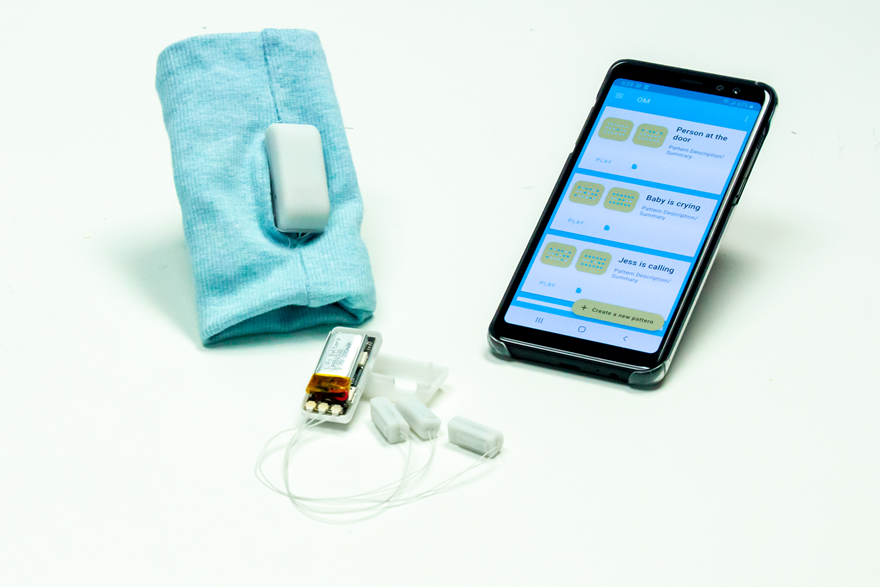 OM
Person at the
door
Pattern Description/
Summary
PLAY
Baby is crying
Pattern Description/
Summary
PLAY
Jess is calling
Pattern Description/
Summary
PLAY
+ Create a new pattern